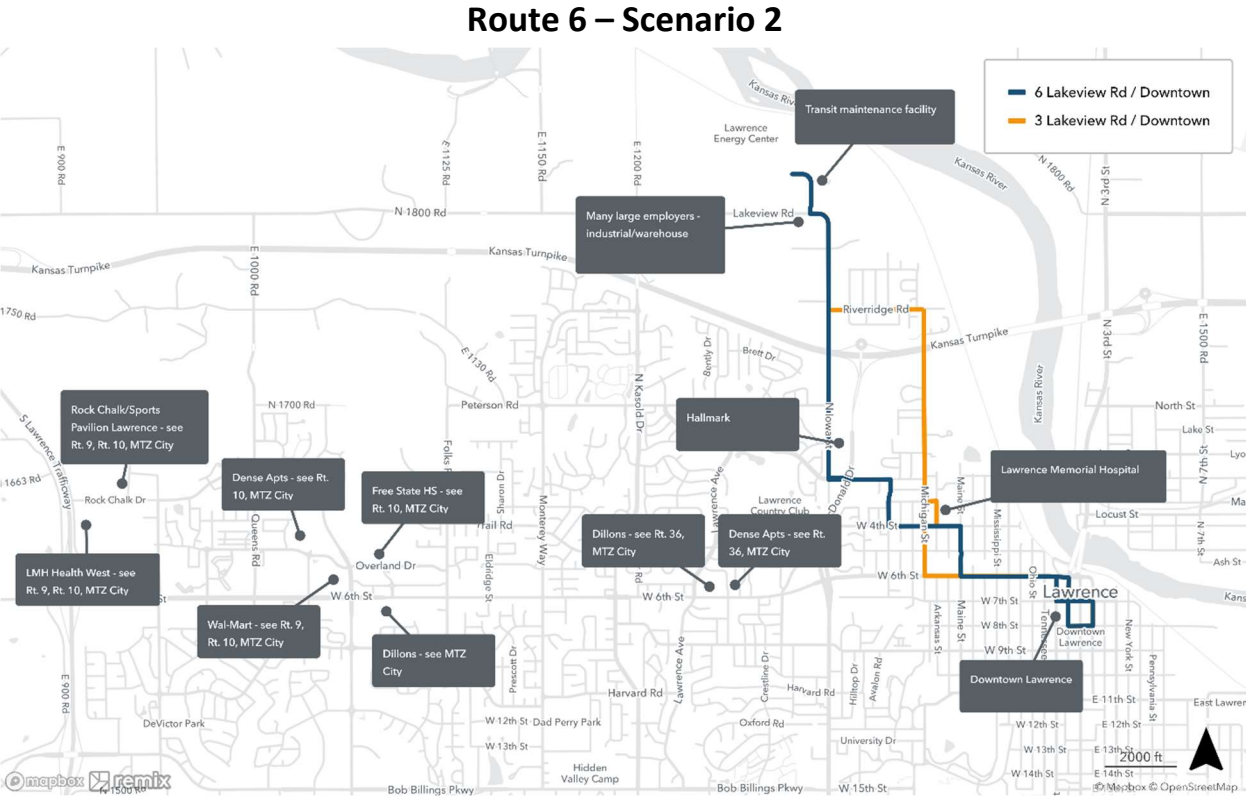 Route 6 – Scenario 2
6 Lakeview Rd / Downtown
3 Lakeview Rd / Downtown
Transit maintenance facility
Lawrence
Energy Center
Kansas River
N 1800 Rd
N 3rd St
E 900 Rd
E 1125 Rd
E 1150 Rd
E 1200 Rd
N 1800 Rd
Many large employers -
industrial/warehouse
Lakeview Rd
Kansas Turnpike
E 1000 Rd
Kansas Turnpike
1750 Rd
Riverridge Rd
Kansas Turnpike
N 3rd St
E 1500 Rd
E 1130 Rd
Bently Dr
Brett Dr
Kansas River
Rock Chalk/Sports
Pavilion Lawrence - see
Rt. 9, Rt. 10, MTZ City
N 1700 Rd
Peterson Rd
N Kasold Dr
Hallmark
North St
Lake St
S Lawrence Trafficway
1663 Rd
Rock Chalk Dr
Dense Apts - see Rt.
10, MTZ City
Free State HS - see
Rt. 10, MTZ City
Sharon Dr
Monterey Way
Lawrence Ave
Lawrence
Country Club
Lawrence Memorial Hospital
Maine St
Mississippi St
Michigan St
Locust St
N 7th St
Queens Rd
Dillons - see Rt. 36,
MTZ City
Dense Apts - see Rt.
36, MTZ City
W 4th St
N 7th St
Ash St
LMH Health West - see
Rt. 9, Rt. 10, MTZ City
Overland Dr
Eldridge St
W 6th St
W 6th St
W 6th St
Ohio St
Lawrence
Wal-Mart - see Rt. 9,
Rt. 10, MTZ City
Dillons - see MTZ
City
Arkansas St
Maine St
W 7th St
W 8th St
W 9th St
Tennessee
Downtown
Lawrence
New York St
Pennsylvania St
Downtown Lawrence
E 900 Rd
Prescott Dr
Lawrence Ave
Harvard Rd
Crestline Dr
Harvard Rd
Hilltop Dr
Avalon Rd
E 11th St
DeVictor Park
W 12th St
Dad Perry Park
Oxford Rd
W 12th St
E 12th St
W 13th St
University Dr
W 13th St
E 13th St
2000 ft
Hidden
Valley Camp
W 14th St
E 14th St
mapbox remix
Bob Billings Pkwy
Bob Billings Pkwy
W 15th St
© Mapbox © OpenStreetMap